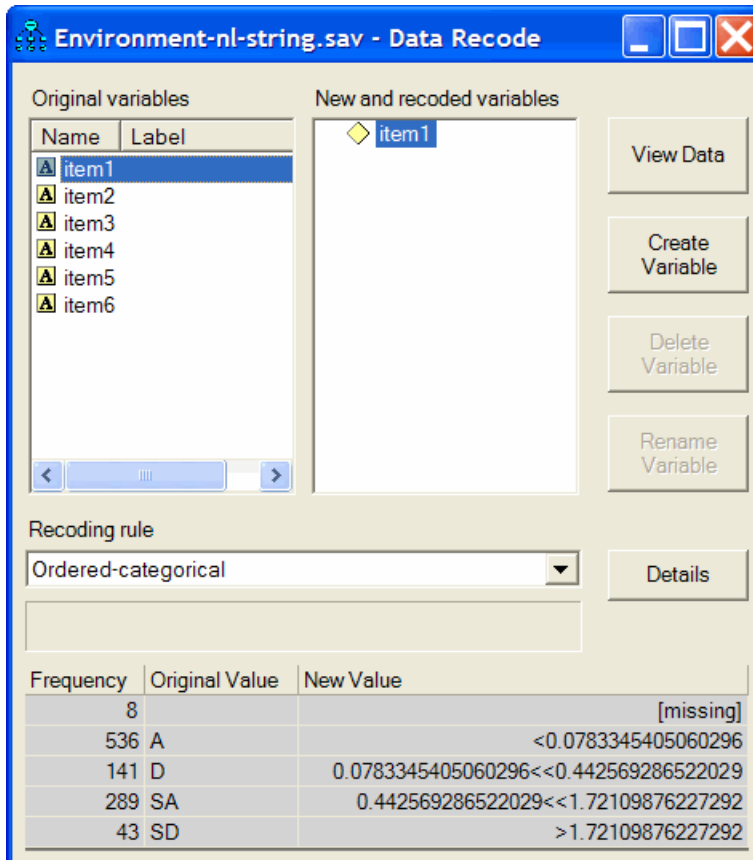 Environment-nl-string.sav - Data Recode
Original variables
New and recoded variables
Name Label
item1
item2
item3
item4
item5
item6
item1
View Data
Create
Variable
Delete
Variable
Rename
Variable
Recoding rule
Ordered-categorical
Details
Frequency Original Value New Value
8 [missing]
536 A <0.0783345405060296
141 D 0.0783345405060296<<0.442569286522029
289 SA 0.442569286522029<<1.72109876227292
43 SD >1.72109876227292